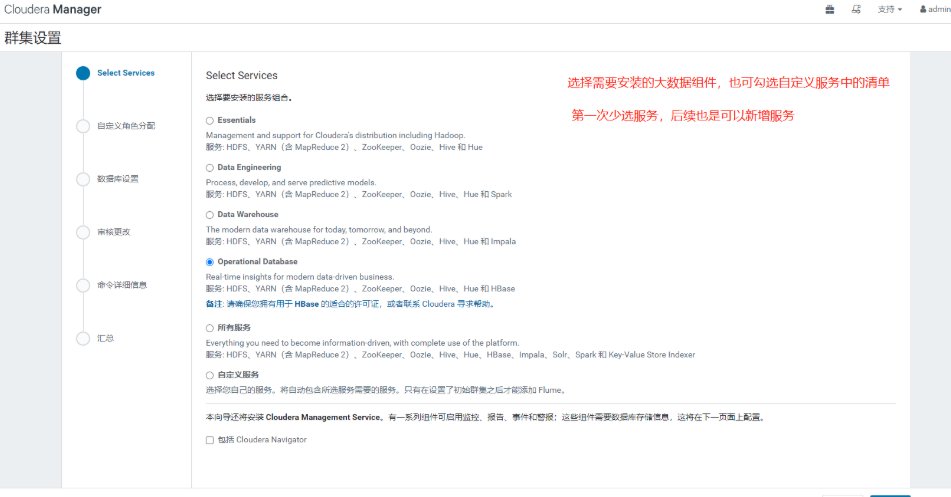 Cloudera Manager
支持
admin
群集设置
Select Services
自定义角色分配
数据库设置
审核更改
命令详细信息
汇总
Select Services
选择要安装的服务组合。
Essentials
Management and support for Cloudera's distribution including Hadoop.
服务: HDFS、YARN（含 MapReduce 2）、ZooKeeper、Oozie、Hive 和 Hue
Data Engineering
Process, develop, and serve predictive models.
服务: HDFS、YARN（含 MapReduce 2）、ZooKeeper、Oozie、Hive、Hue 和 Spark
Data Warehouse
The modern data warehouse for today, tomorrow, and beyond.
服务: HDFS、YARN（含 MapReduce 2）、ZooKeeper、Oozie、Hive、Hue 和 Impala
Operational Database
Real-time insights for modern data-driven business.
服务: HDFS、YARN（含 MapReduce 2）、ZooKeeper、Oozie、Hive、Hue 和 HBase
备注: 请确保您拥有用于 HBase 的适合的许可证，或者联系 Cloudera 寻求帮助。
所有服务
Everything you need to become information-driven, with complete use of the platform.
服务: HDFS、YARN（含 MapReduce 2）、ZooKeeper、Oozie、Hive、Hue、HBase、Impala、Solr、Spark 和 Key-Value Store Indexer
自定义服务
选择您自己的服务。将自动包含所选服务需要的服务。只有在设置了初始群集之后才能添加 Flume。
本向导还将安装 Cloudera Management Service。有一系列组件可启用监控、报告、事件和警报；这些组件需要数据库存储信息，这将在下一页面上配置。
包括 Cloudera Navigator
选择需要安装的大数据组件，也可勾选自定义服务中的清单
第一次少选服务，后续也是可以新增服务